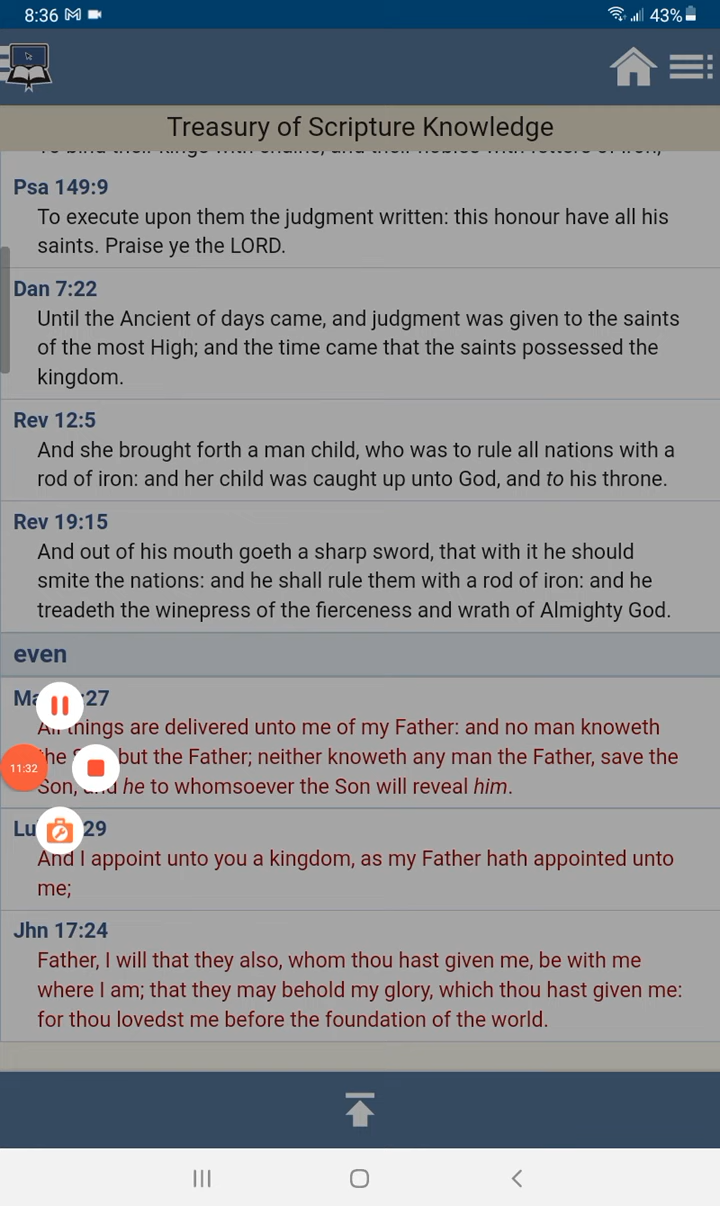 8:36
43%
Treasury of Scripture Knowledge
Psa 149:9
To execute upon them the judgment written: this honour have all his
saints. Praise ye the LORD.
Dan 7:22
Until the Ancient of days came, and judgment was given to the saints
of the most High; and the time came that the saints possessed the
kingdom.
Rev 12:5
And she brought forth a man child, who was to rule all nations with a
rod of iron: and her child was caught up unto God, and to his throne.
Rev 19:15
And out of his mouth goeth a sharp sword, that with it he should
smite the nations: and he shall rule them with a rod of iron: and he
treadeth the winepress of the fierceness and wrath of Almighty God.
even
:27
All things are delivered unto me of my Father: and no man knoweth
the but the Father; neither knoweth any man the Father, save the
11:32
Son, and he to whomsoever the Son will reveal him.
29
And I appoint unto you a kingdom, as my Father hath appointed unto
me;
Jhn 17:24
Father, I will that they also, whom thou hast given me, be with me
where I am; that they may behold my glory, which thou hast given me:
for thou lovedst me before the foundation of the world.